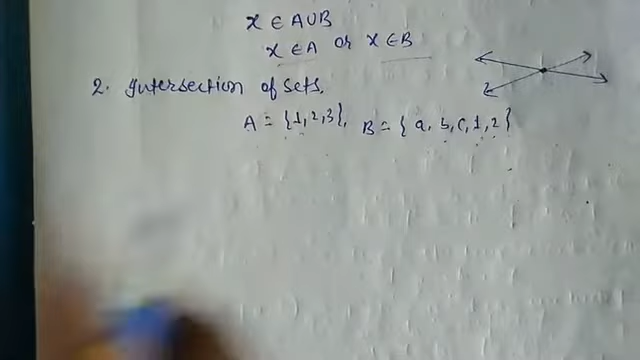 x ∈ A∪B
x ∈ A or x ∈ B
2. Intersection of sets.
A = {1, 2, 3}, B = { a, b, c, 1, 2 }